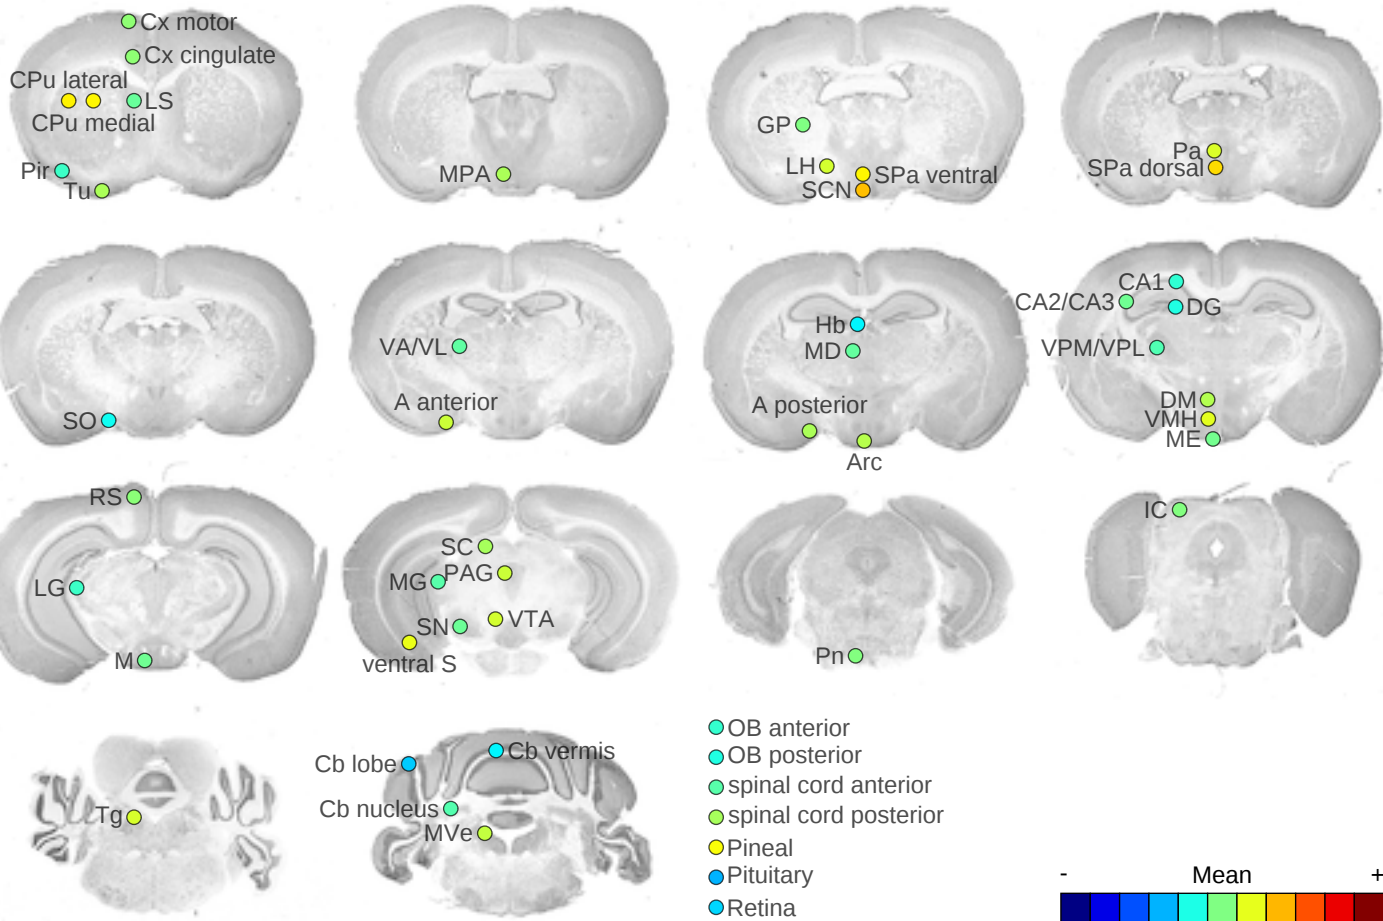 Cx motor
Cx cingulate
CPu lateral
LS
CPu medial
Pir
Tu
MPA
GP
LH
SPa ventral
SCN
Pa
SPa dorsal
SO
VA/VL
A anterior
Hb
MD
A posterior
Arc
CA1
CA2/CA3
DG
VPM/VPL
DM
VMH
ME
RS
LG
M
SC
PAG
MG
VTA
SN
ventral S
Pn
IC
Tg
Cb lobe
Cb vermis
Cb nucleus
MVe
OB anterior
OB posterior
spinal cord anterior
spinal cord posterior
Pineal
Pituitary
Retina
- Mean +